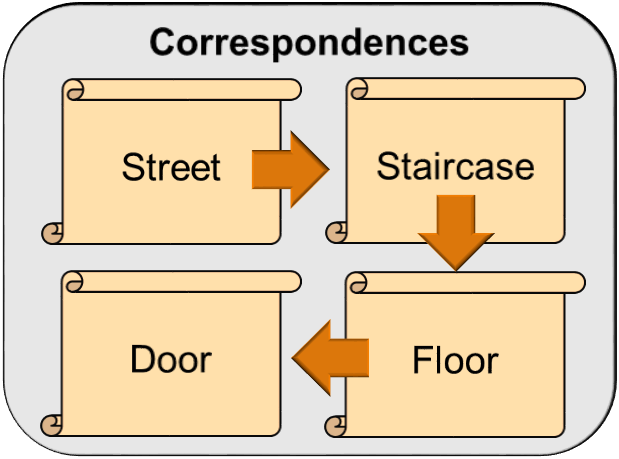 Correspondences
Street
Staircase
Door
Floor